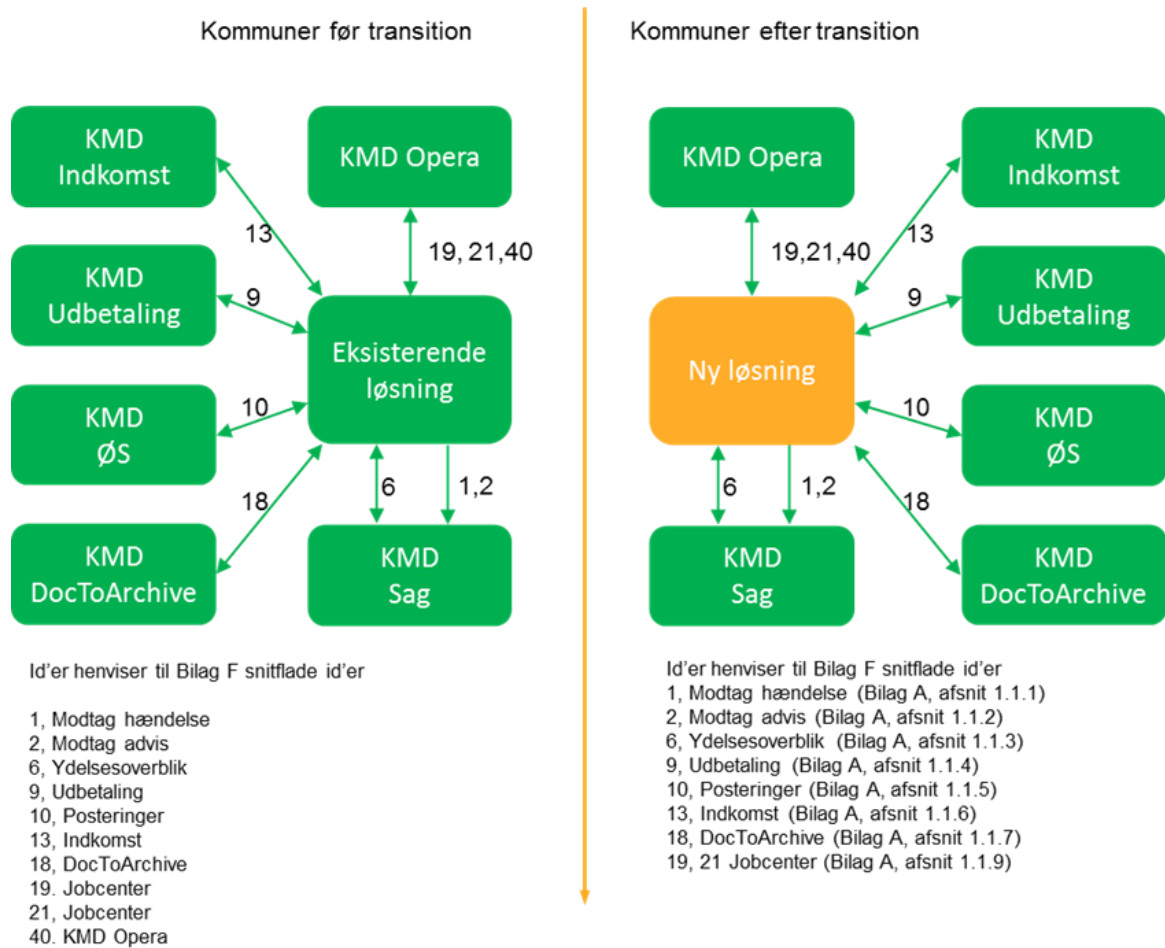 Kommuner før transition
KMD
Indkomst
KMD Opera
13
19, 21,40
KMD
Udbetaling
9
Eksisterende
løsning
KMD
ØS
10
18
6
1,2
KMD
DocToArchive
KMD
Sag
Id'er henviser til Bilag F snitflade id'er
1, Modtag hændelse
2, Modtag advis
6, Ydelsesoverblik
9, Udbetaling
10, Posteringer
13, Indkomst
18, DocToArchive
19. Jobcenter
21, Jobcenter
40. KMD Opera
Kommuner efter transition
KMD Opera
KMD
Indkomst
19,21,40
13
9
KMD
Udbetaling
Ny løsning
10
KMD
ØS
6
1,2
18
KMD
Sag
KMD
DocToArchive
Id'er henviser til Bilag F snitflade id'er
1, Modtag hændelse (Bilag A, afsnit 1.1.1)
2, Modtag advis (Bilag A, afsnit 1.1.2)
6, Ydelsesoverblik (Bilag A, afsnit 1.1.3)
9, Udbetaling (Bilag A, afsnit 1.1.4)
10, Posteringer (Bilag A, afsnit 1.1.5)
13, Indkomst (Bilag A, afsnit 1.1.6)
18, DocToArchive (Bilag A, afsnit 1.1.7)
19, 21 Jobcenter (Bilag A, afsnit 1.1.9)